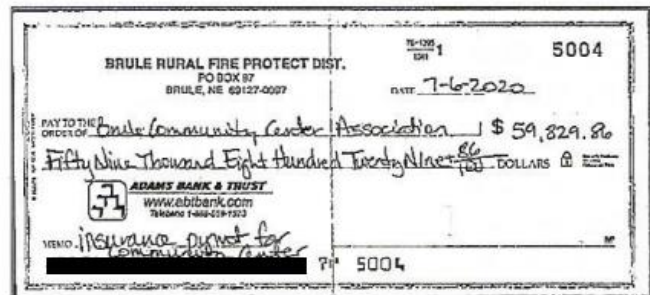 5004
BRULE RURAL FIRE PROTECT DIST.
PO BOX 97
BRULE, NE 69127-0097
DATE 7-6-2020
PAY TO THE ORDER OF Brule Community Center Association $ 59,829.86
Fifty Nine Thousand Eight Hundred Twenty Nine 86/100 DOLLARS
ADAMS BANK & TRUST
www.abtbank.com
MEMO insurance pymnt for
Community Center
5004